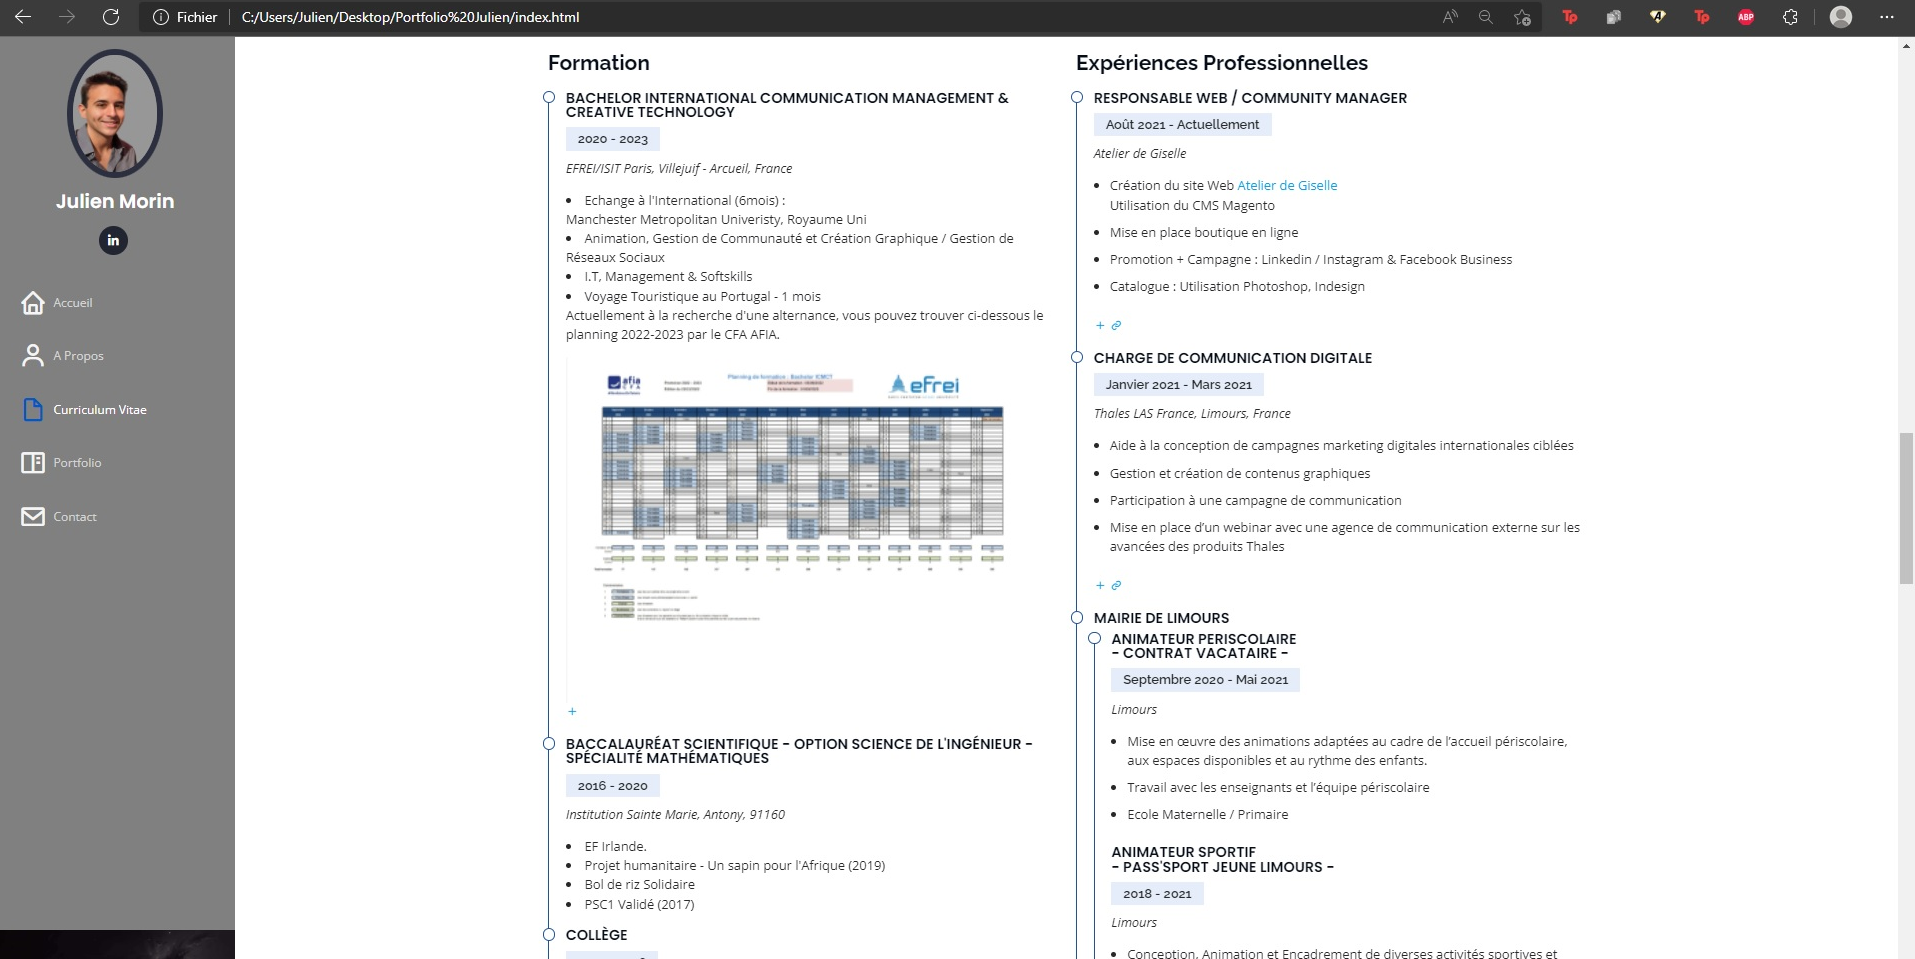 Fichier C:/Users/Julien/Desktop/Portfolio%20Julien/index.html
Julien Morin
in
Accueil
A Propos
Curriculum Vitae
Portfolio
Contact
Formation
BACHELOR INTERNATIONAL COMMUNICATION MANAGEMENT &
CREATIVE TECHNOLOGY
2020 - 2023
EFREI/ISIT Paris, Villejuif - Arcueil, France
• Echange à l'International (6mois) :
Manchester Metropolitan Univeristy, Royaume Uni
• Animation, Gestion de Communauté et Création Graphique / Gestion de
Réseaux Sociaux
• I.T, Management & Softskills
• Voyage Touristique au Portugal - 1 mois
Actuellement à la recherche d'une alternance, vous pouvez trouver ci-dessous le
planning 2022-2023 par le CFA AFIA.
afia
CFA
Planning de formation : Bachelor ICMCT
efrei
+
BACCALAURÉAT SCIENTIFIQUE - OPTION SCIENCE DE L'INGÉNIEUR -
SPÉCIALITÉ MATHÉMATIQUES
2016 - 2020
Institution Sainte Marie, Antony, 91160
• EF Irlande.
• Projet humanitaire - Un sapin pour l'Afrique (2019)
• Bol de riz Solidaire
• PSC1 Validé (2017)
COLLÈGE
Expériences Professionnelles
RESPONSABLE WEB / COMMUNITY MANAGER
Août 2021 - Actuellement
Atelier de Giselle
• Création du site Web Atelier de Giselle
Utilisation du CMS Magento
• Mise en place boutique en ligne
• Promotion + Campagne : Linkedin / Instagram & Facebook Business
• Catalogue : Utilisation Photoshop, Indesign
+
CHARGE DE COMMUNICATION DIGITALE
Janvier 2021 - Mars 2021
Thales LAS France, Limours, France
• Aide à la conception de campagnes marketing digitales internationales ciblées
• Gestion et création de contenus graphiques
• Participation à une campagne de communication
• Mise en place d’un webinar avec une agence de communication externe sur les
avancées des produits Thales
+
MAIRIE DE LIMOURS
ANIMATEUR PERISCOLAIRE
- CONTRAT VACATAIRE -
Septembre 2020 - Mai 2021
Limours
• Mise en œuvre des animations adaptées au cadre de l’accueil périscolaire,
aux espaces disponibles et au rythme des enfants.
• Travail avec les enseignants et l’équipe périscolaire
• Ecole Maternelle / Primaire
ANIMATEUR SPORTIF
- PASS'SPORT JEUNE LIMOURS -
2018 - 2021
Limours
• Conception, Animation et Encadrement de diverses activités sportives et